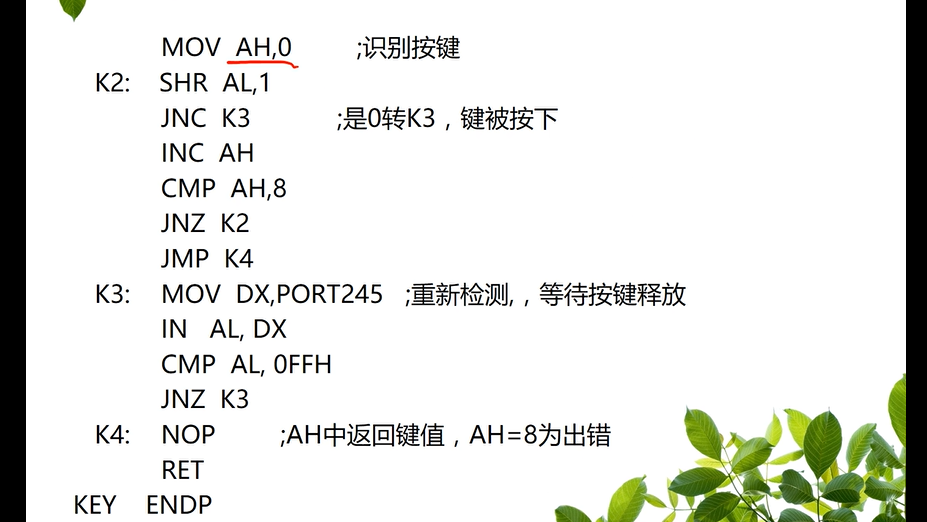 MOV AH,0 ;识别按键
K2: SHR AL,1
JNC K3 ;是0转K3，键被按下
INC AH
CMP AH,8
JNZ K2
JMP K4
K3: MOV DX,PORT245 ;重新检测,，等待按键释放
IN AL, DX
CMP AL, 0FFH
JNZ K3
K4: NOP ;AH中返回键值，AH=8为出错
RET
KEY ENDP